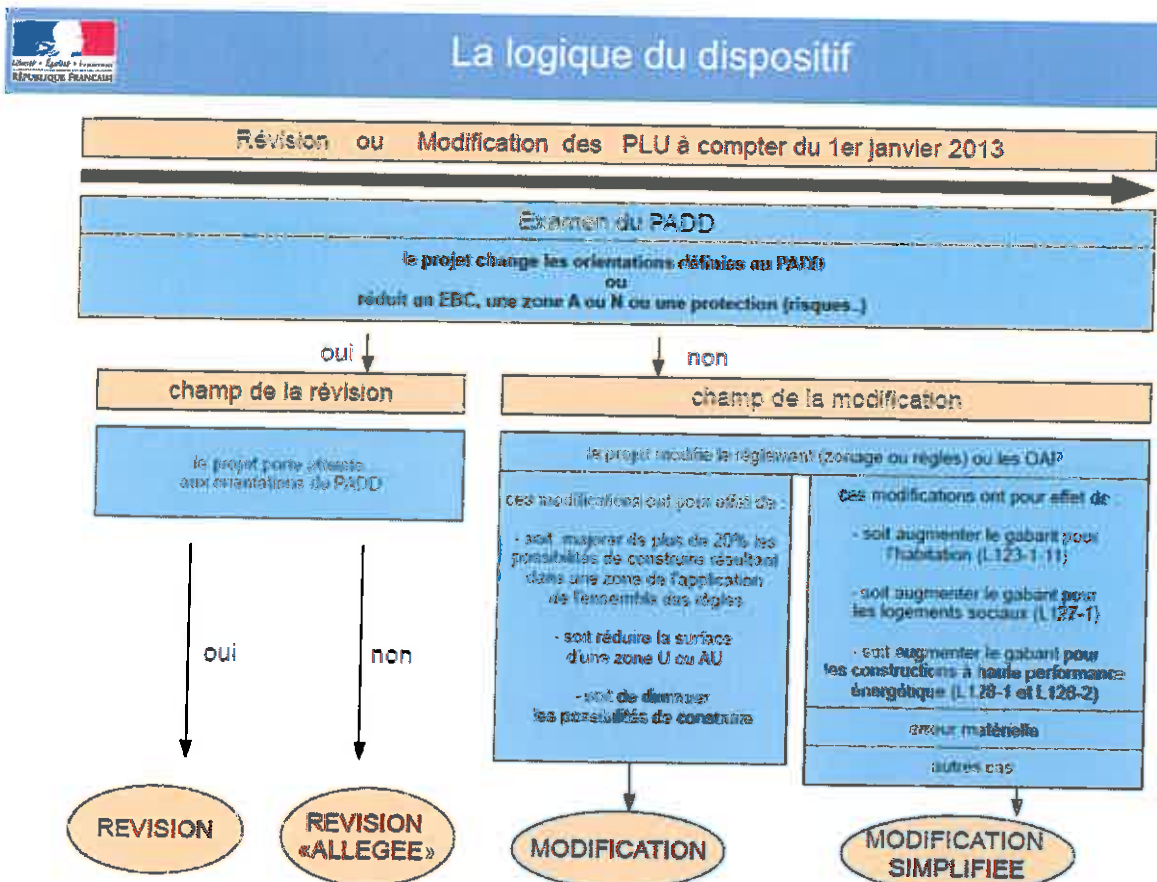 Liberté • Égalité • Fraternité
RÉPUBLIQUE FRANÇAISE
La logique du dispositif
Révision ou Modification des PLU à compter du 1er janvier 2013
Examen du PADD
le projet change les orientations définies au PADD
ou
réduit un EBC, une zone A ou N ou une protection (risques..)
oui
non
champ de la révision
champ de la modification
le projet porte atteinte
aux orientations du PADD
oui
non
le projet modifie le règlement (zonage ou règles) ou les OAP
ces modifications ont pour effet de :
- soit majorer de plus de 20% les
possibilités de construire résultant
dans une zone de l'application
de l'ensemble des règles
- soit réduire la surface
d'une zone U ou AU
- soit de diminuer
les possibilités de construire
ces modifications ont pour effet de :
- soit augmenter le gabarit pour
l'habitation (L123-1-11)
- soit augmenter le gabarit pour
les logements sociaux (L127-1)
- soit augmenter le gabarit pour
les constructions à haute performance
énergétique (L128-1 et L128-2)
erreur matérielle
autres cas
REVISION
REVISION
«ALLEGEE»
MODIFICATION
MODIFICATION
SIMPLIFIEE